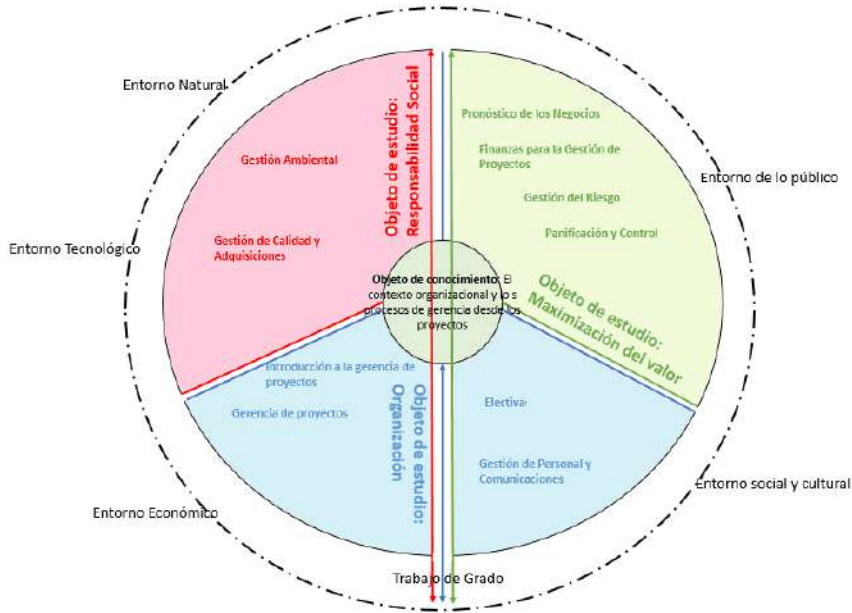 Entorno Natural
Entorno Tecnológico
Entorno Económico
Entorno de lo público
Entorno social y cultural
Objeto de estudio:
Responsabilidad Social
Gestión Ambiental
Gestión de Calidad y
Adquisiciones
Pronóstico de los Negocios
Finanzas para la Gestión de
Proyectos
Gestión del Riesgo
Panificación y Control
Objeto de estudio:
Maximización del valor
Objeto de conocimiento: El
contexto organizacional y lo s
procesos de gerencia desde los
proyectos
Introducción a la gerencia de
proyectos
Gerencia de proyectos
Objeto de estudio:
Organización
Electiva
Gestión de Personal y
Comunicaciones
Trabajo de Grado